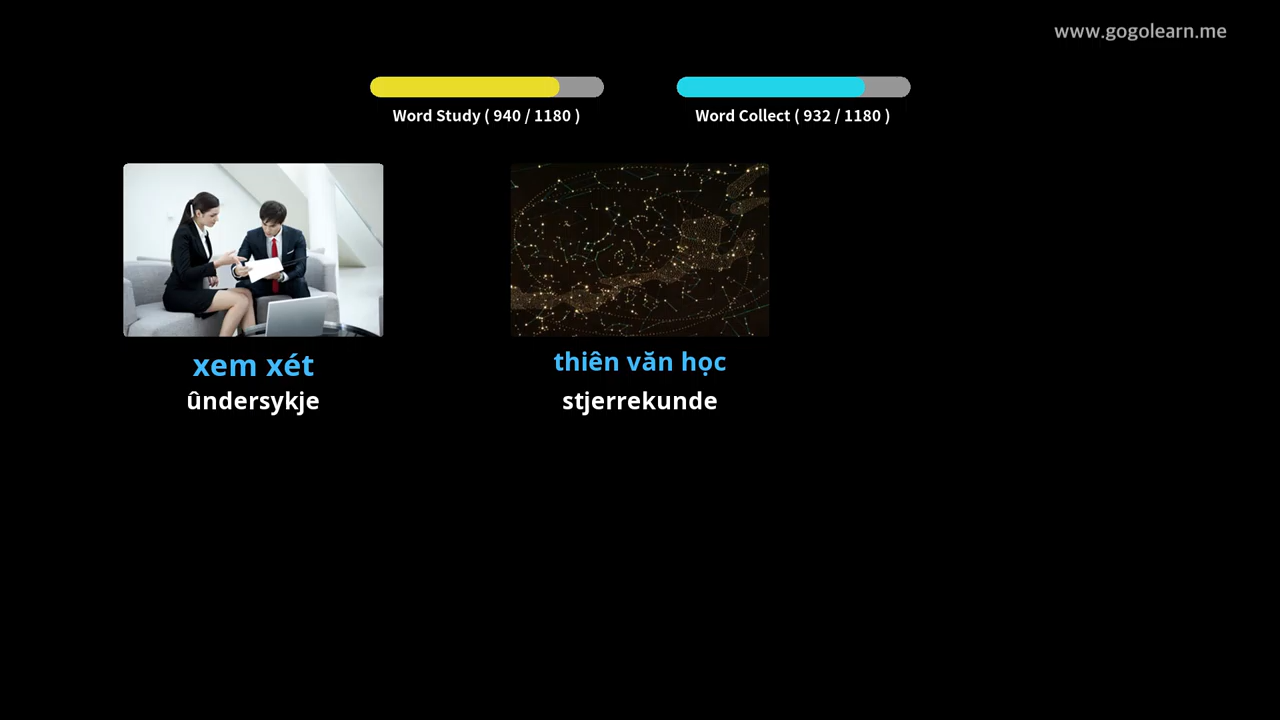 www.gogolearn.me
Word Study ( 940 / 1180 )
Word Collect ( 932 / 1180 )
xem xét
ûndersykje
thiên văn học
stjerrekunde